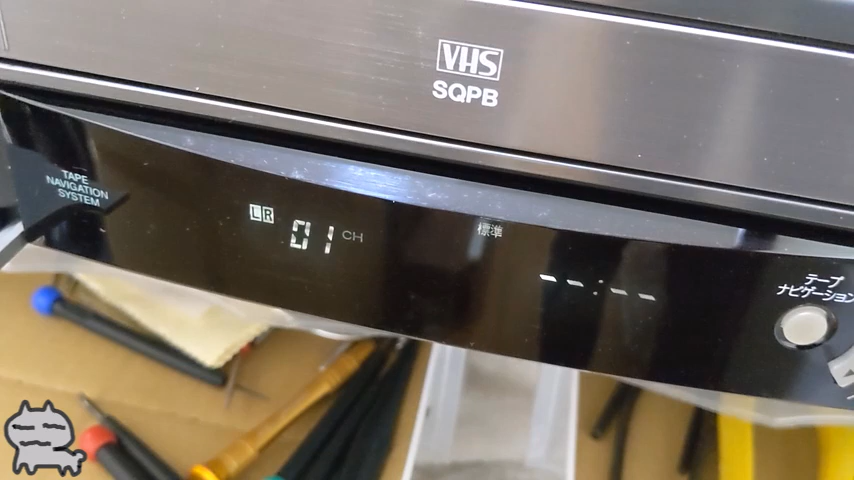 VHS
SQPB
TAPE
NAVIGATION
SYSTEM
LR
01 CH
標準
--:--
テープ
ナビゲーション